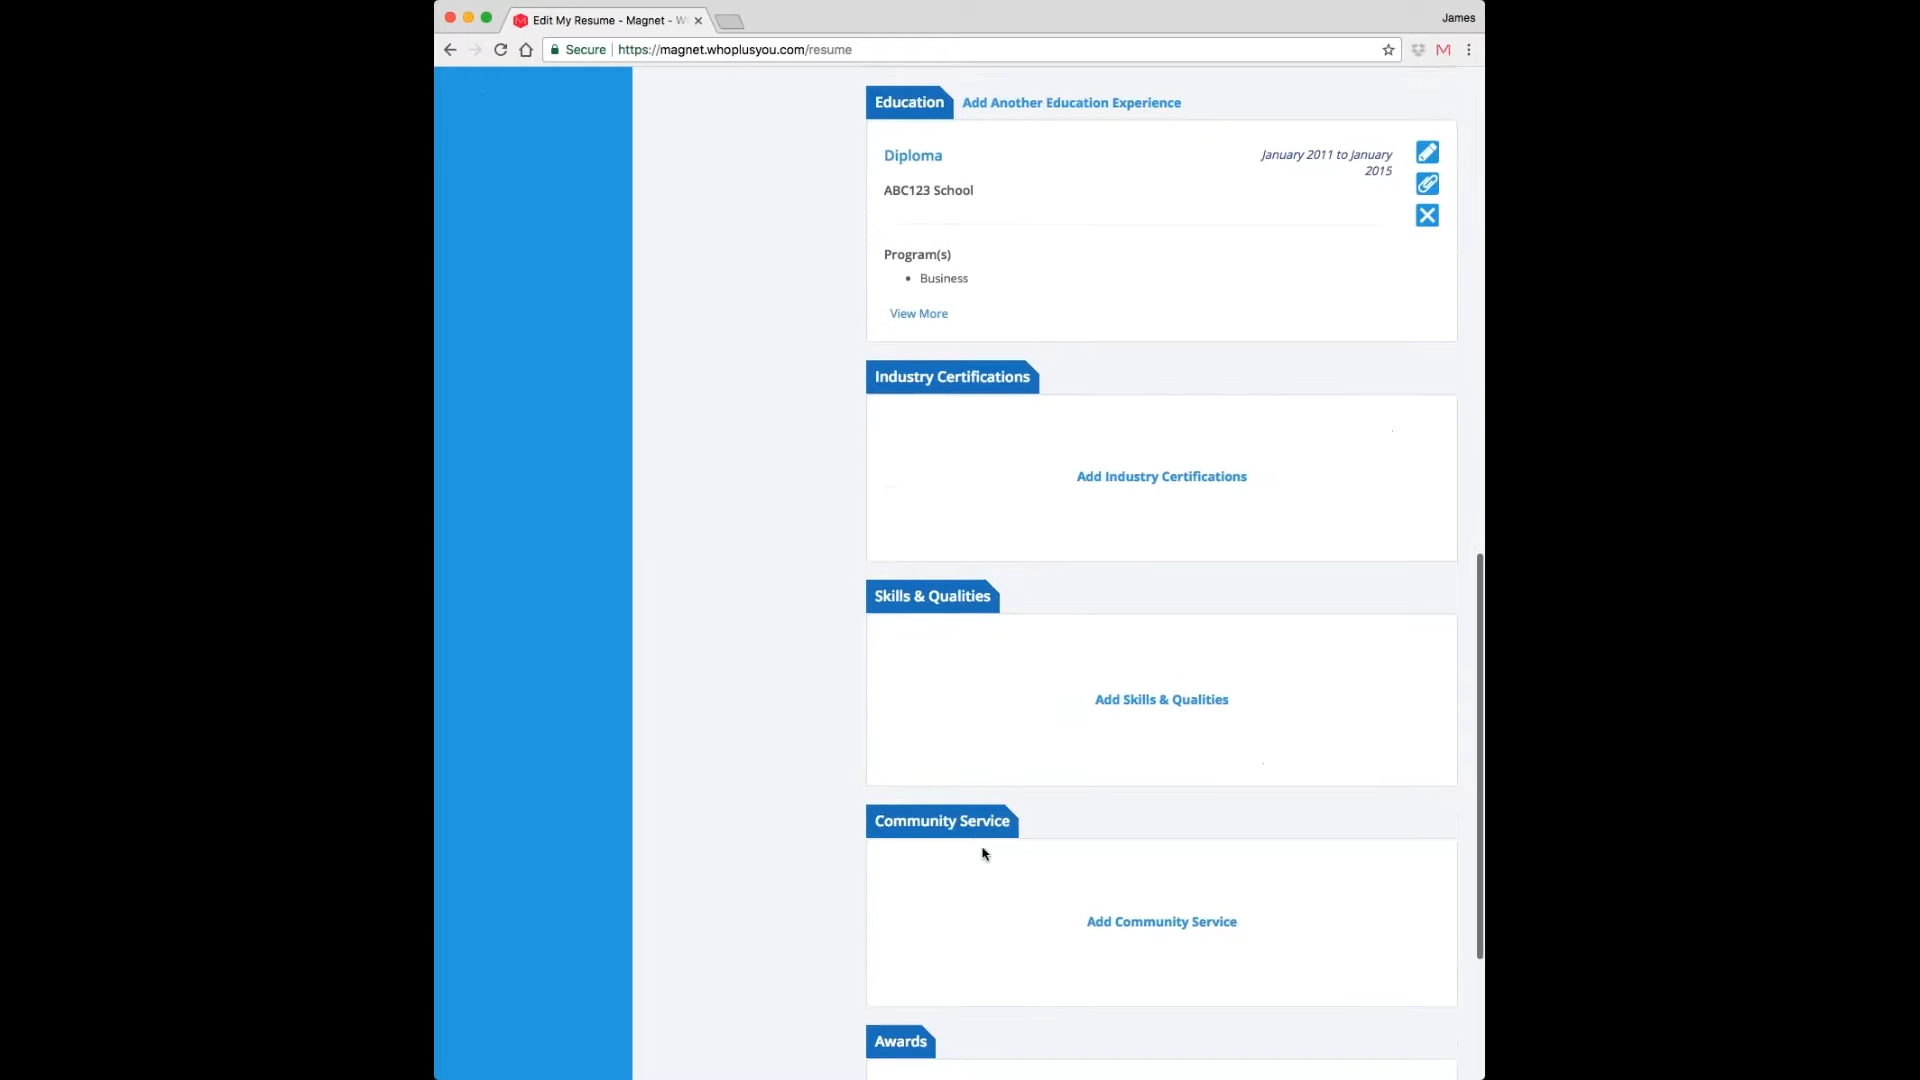 Edit My Resume - Magnet - W
James
Secure | https://magnet.whoplusyou.com/resume
Education
Add Another Education Experience
Diploma
January 2011 to January
2015
ABC123 School
Program(s)
• Business
View More
Industry Certifications
Add Industry Certifications
Skills & Qualities
Add Skills & Qualities
Community Service
Add Community Service
Awards